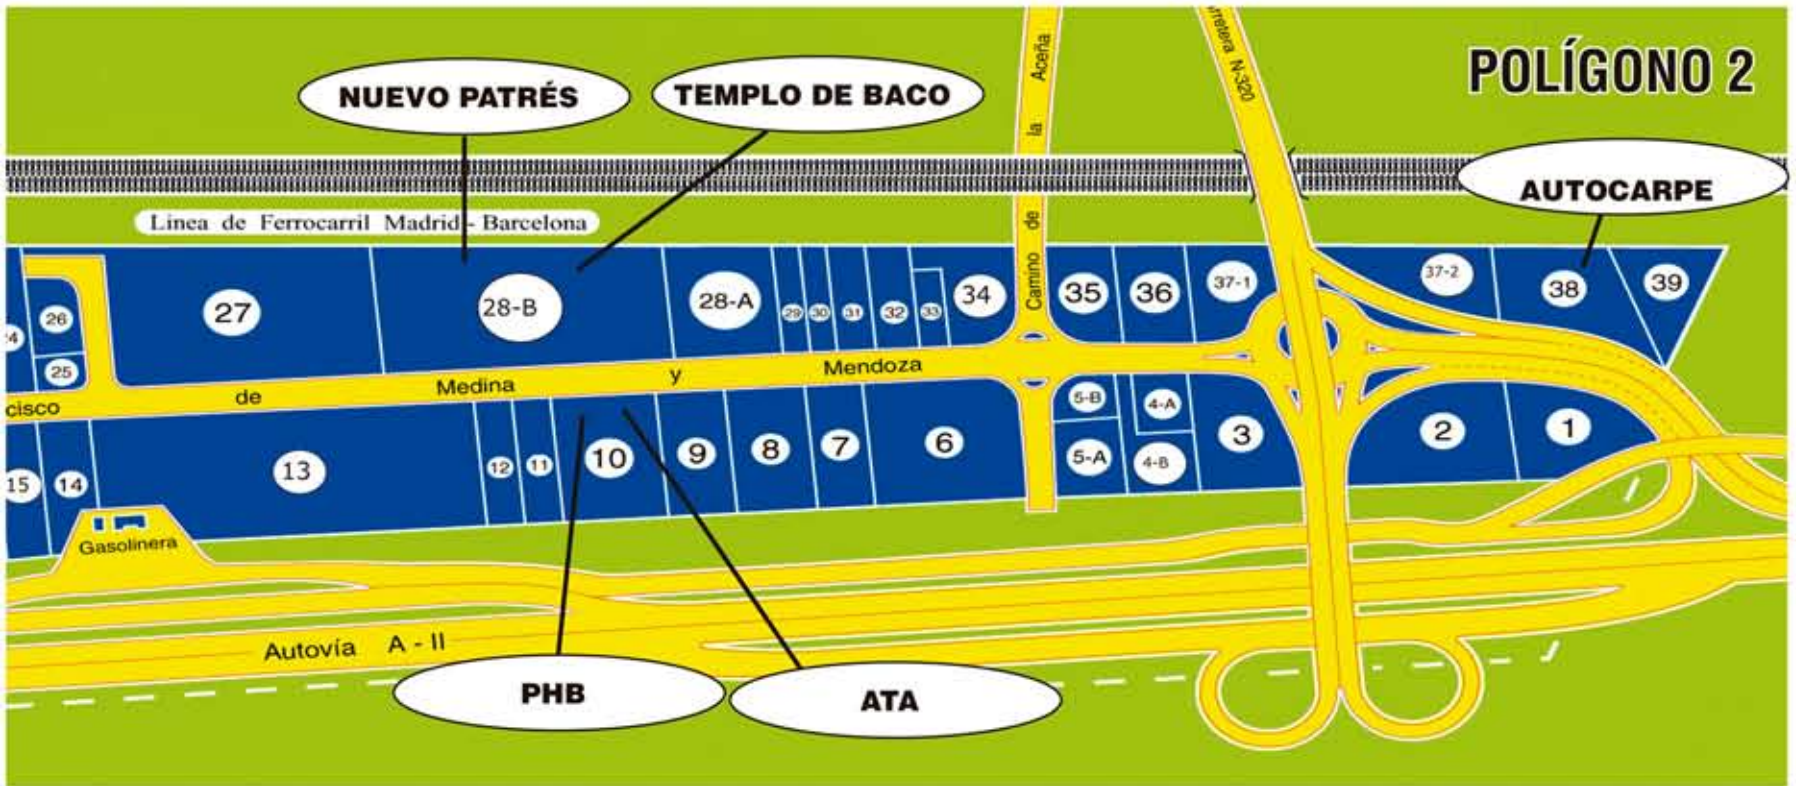 POLÍGONO 2
NUEVO PATRÉS
TEMPLO DE BACO
AUTOCARPE
Camino de la Aceña
rretera N-320
Linea de Ferrocarril Madrid - Barcelona
26
25
27
28-B
28-A
29
30
31
32
33
34
35
36
37-1
37-2
38
39
cisco de Medina y Mendoza
15
14
13
12
11
10
9
8
7
6
5-B
5-A
4-A
4-B
3
2
1
Gasolinera
Autovía A - II
PHB
ATA